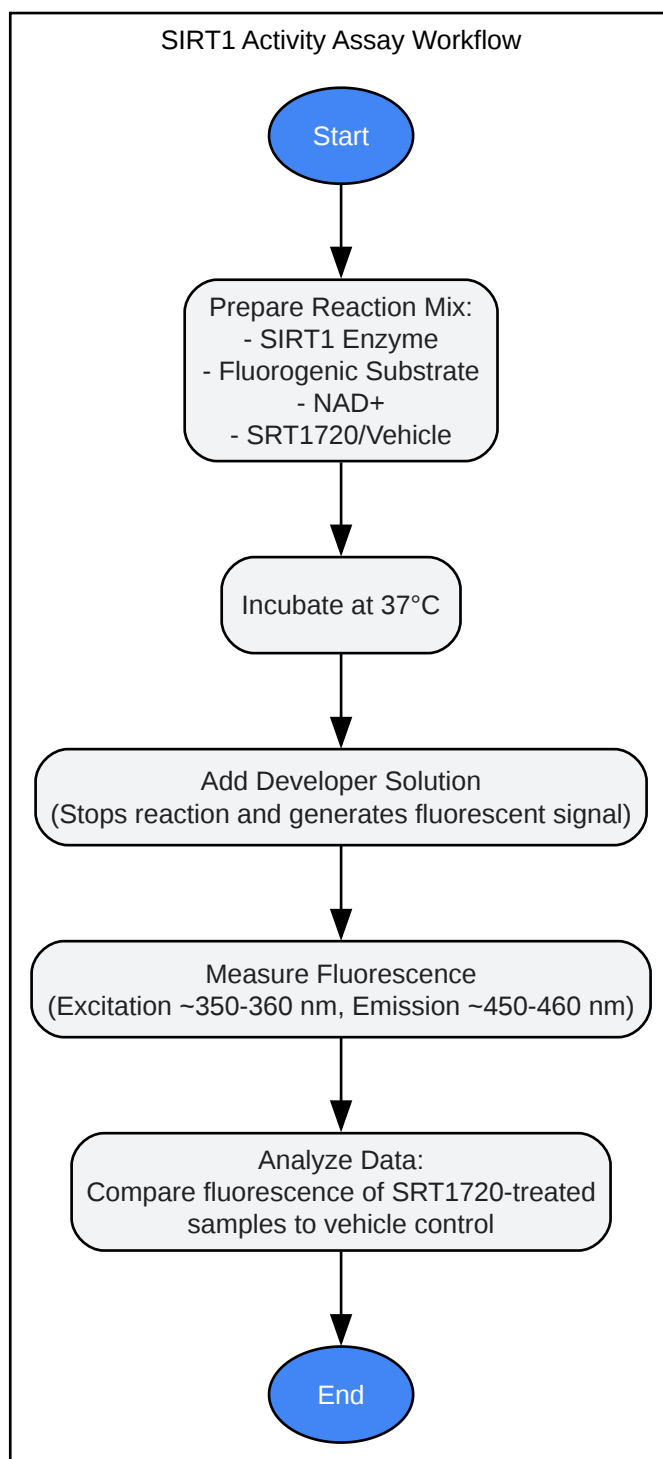 SIRT1 Activity Assay Workflow
Start
Prepare Reaction Mix:
- SIRT1 Enzyme
- Fluorogenic Substrate
- NAD+
- SRT1720/Vehicle
Incubate at 37°C
Add Developer Solution
(Stops reaction and generates fluorescent signal)
Measure Fluorescence
(Excitation ~350-360 nm, Emission ~450-460 nm)
Analyze Data:
Compare fluorescence of SRT1720-treated
samples to vehicle control
End